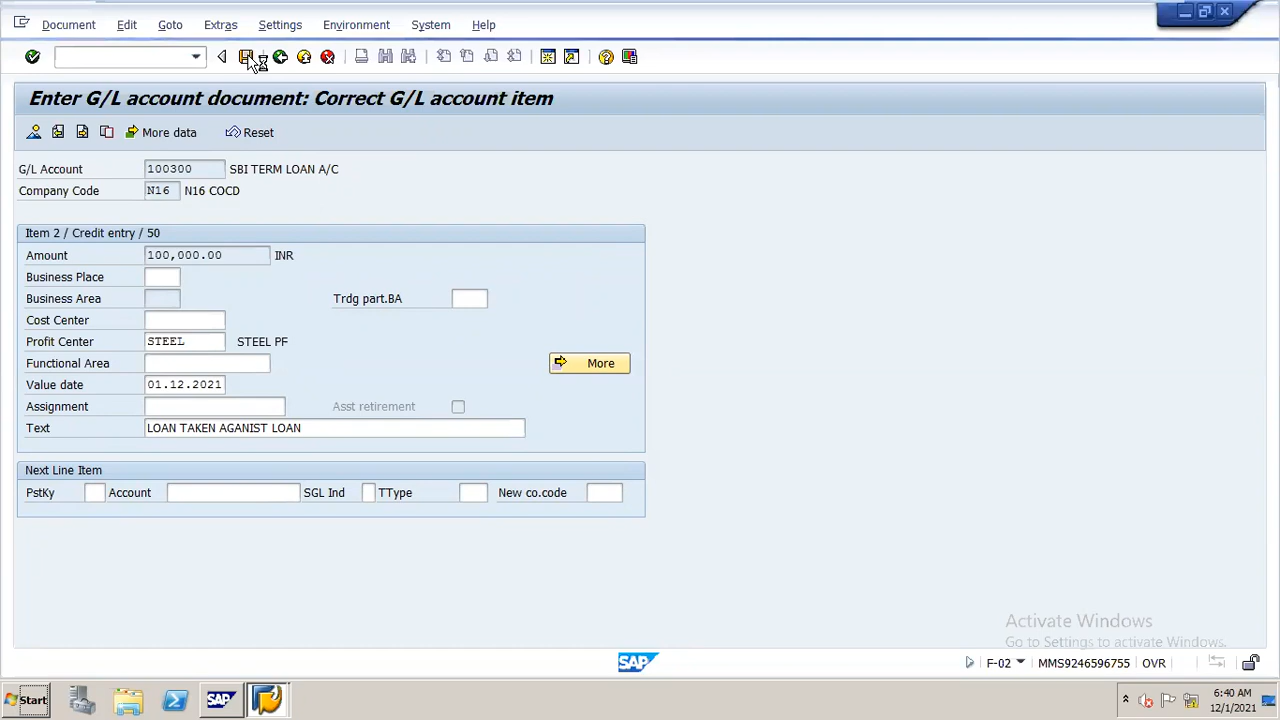 Document Edit Goto Extras Settings Environment System Help
Enter G/L account document: Correct G/L account item
More data Reset
G/L Account 100300 SBI TERM LOAN A/C
Company Code N16 N16 COCD
Item 2 / Credit entry / 50
Amount 100,000.00 INR
Business Place
Business Area Trdg part.BA
Cost Center
Profit Center STEEL STEEL PF
Functional Area More
Value date 01.12.2021
Assignment Asst retirement
Text LOAN TAKEN AGANIST LOAN
Next Line Item
PstKy Account SGL Ind TType New co.code
Activate Windows
Go to Settings to activate Windows.
SAP F-02 MMS9246596755 OVR
Start SAP 6:40 AM
12/1/2021